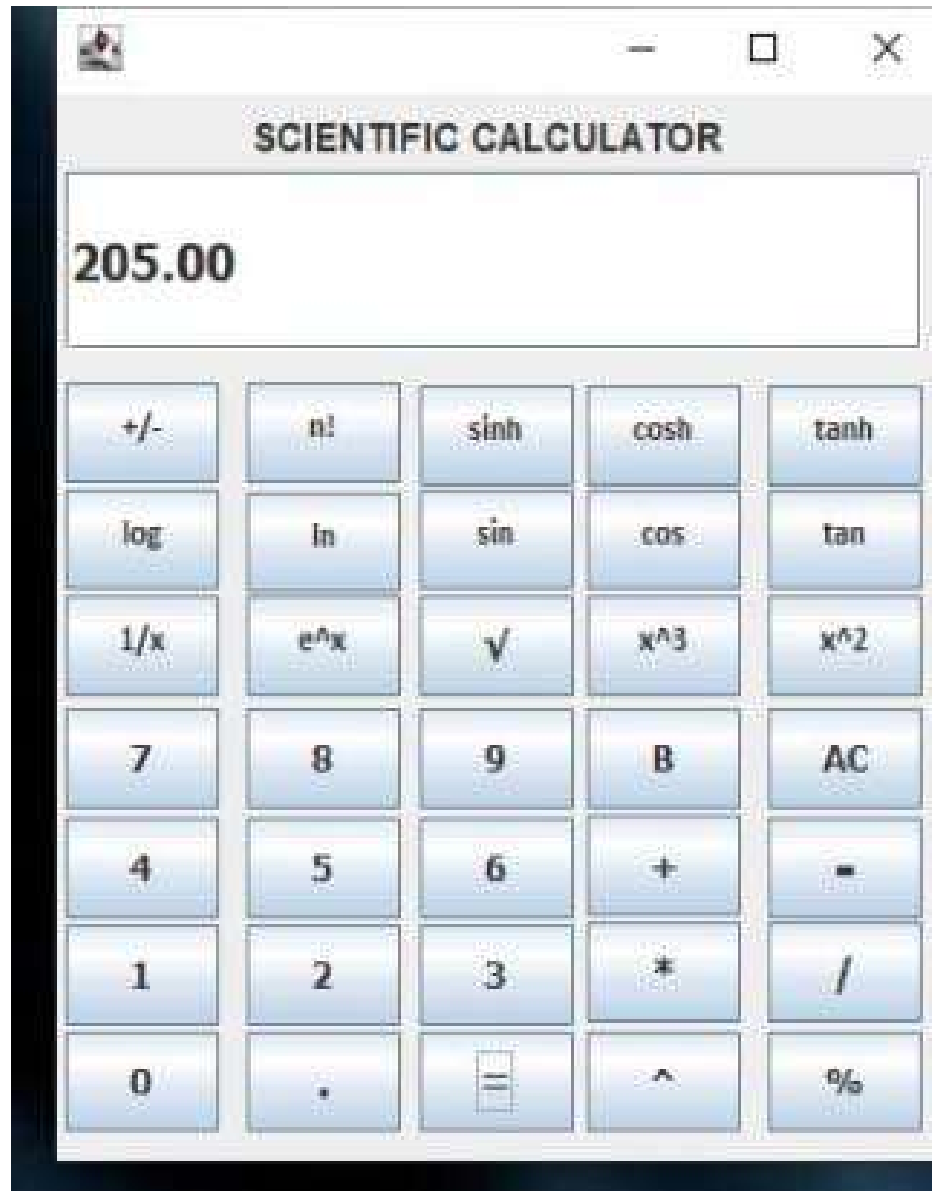 SCIENTIFIC CALCULATOR
205.00
+/- n! sinh cosh tanh
log ln sin cos tan
1/x e^x √ x^3 x^2
7 8 9 B AC
4 5 6 + -
1 2 3 * /
0 . = ^ %